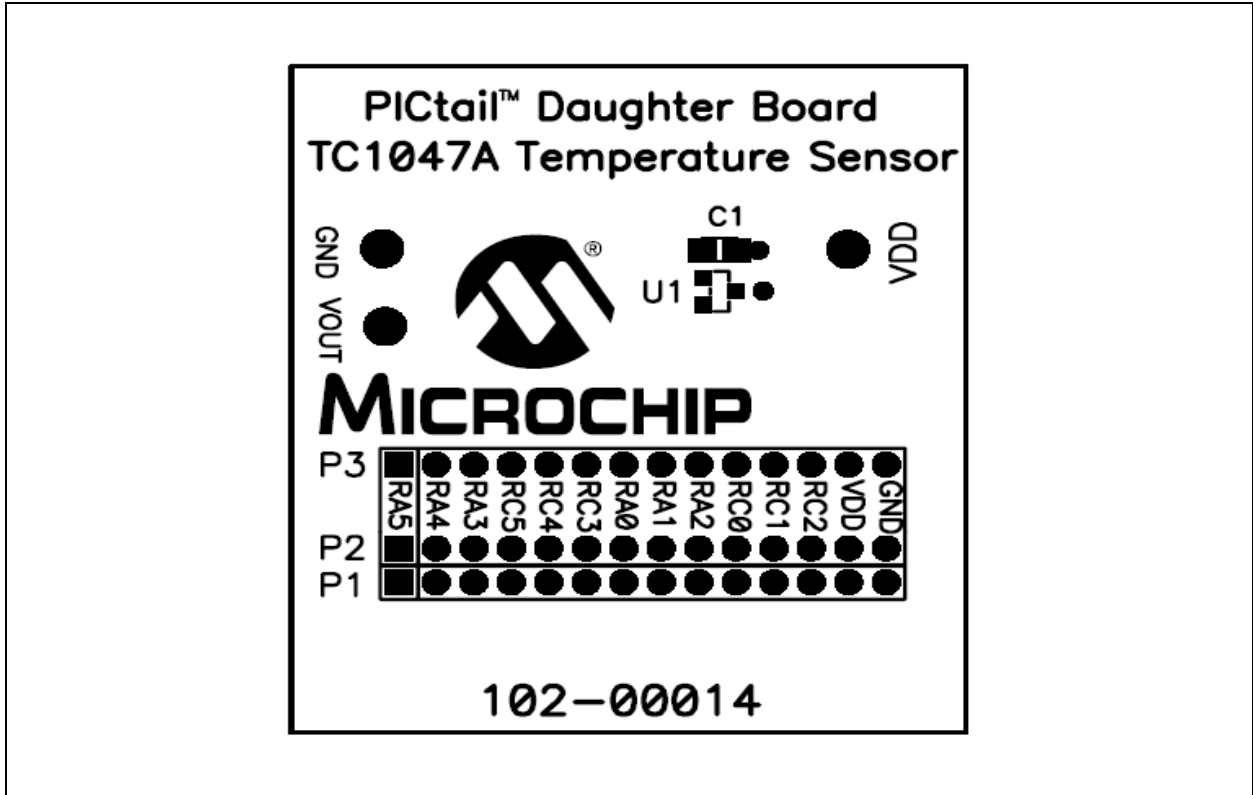 PICtail™ Daughter Board
TC1047A Temperature Sensor
GND
VOUT
C1
U1
VDD
®
MICROCHIP
P3
RA5 RA4 RA3 RC5 RC4 RC3 RA0 RA1 RA2 RC0 RC1 RC2 VDD GND
P2
P1
102-00014